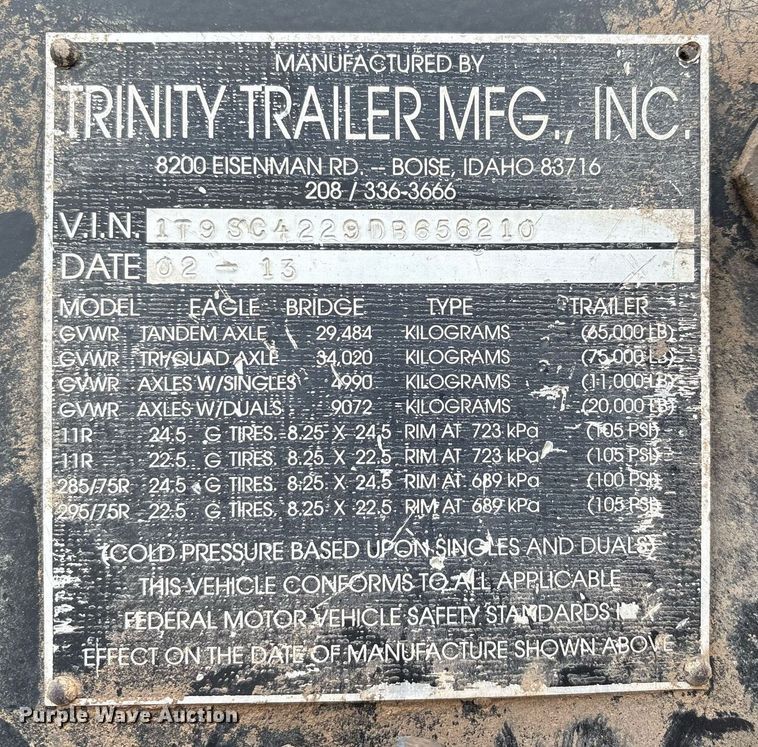 MANUFACTURED BY
TRINITY TRAILER MFG., INC.
8200 EISENMAN RD. – BOISE, IDAHO 83716
208 / 336-3666
V.I.N. 1T9SC4229DB656210
DATE 02 – 13
MODEL EAGLE BRIDGE TYPE TRAILER
GVWR TANDEM AXLE 29,484 KILOGRAMS (65,000 LB)
GVWR TRI/QUAD AXLE 34,020 KILOGRAMS (75,000 LB)
GVWR AXLES W/SINGLES 4990 KILOGRAMS (11,000 LB)
GVWR AXLES W/DUALS 9072 KILOGRAMS (20,000 LB)
11R 24.5 G TIRES. 8.25 X 24.5 RIM AT 723 kPa (105 PSI)
11R 22.5 G TIRES. 8.25 X 22.5 RIM AT 723 kPa (105 PSI)
285/75R 24.5 G TIRES. 8.25 X 24.5 RIM AT 689 kPa (100 PSI)
295/75R 22.5 G TIRES. 8.25 X 22.5 RIM AT 689 kPa (105 PSI)
(COLD PRESSURE BASED UPON SINGLES AND DUALS)
THIS VEHICLE CONFORMS TO ALL APPLICABLE
FEDERAL MOTOR VEHICLE SAFETY STANDARDS IN
EFFECT ON THE DATE OF MANUFACTURE SHOWN ABOVE
Purple Wave Auction